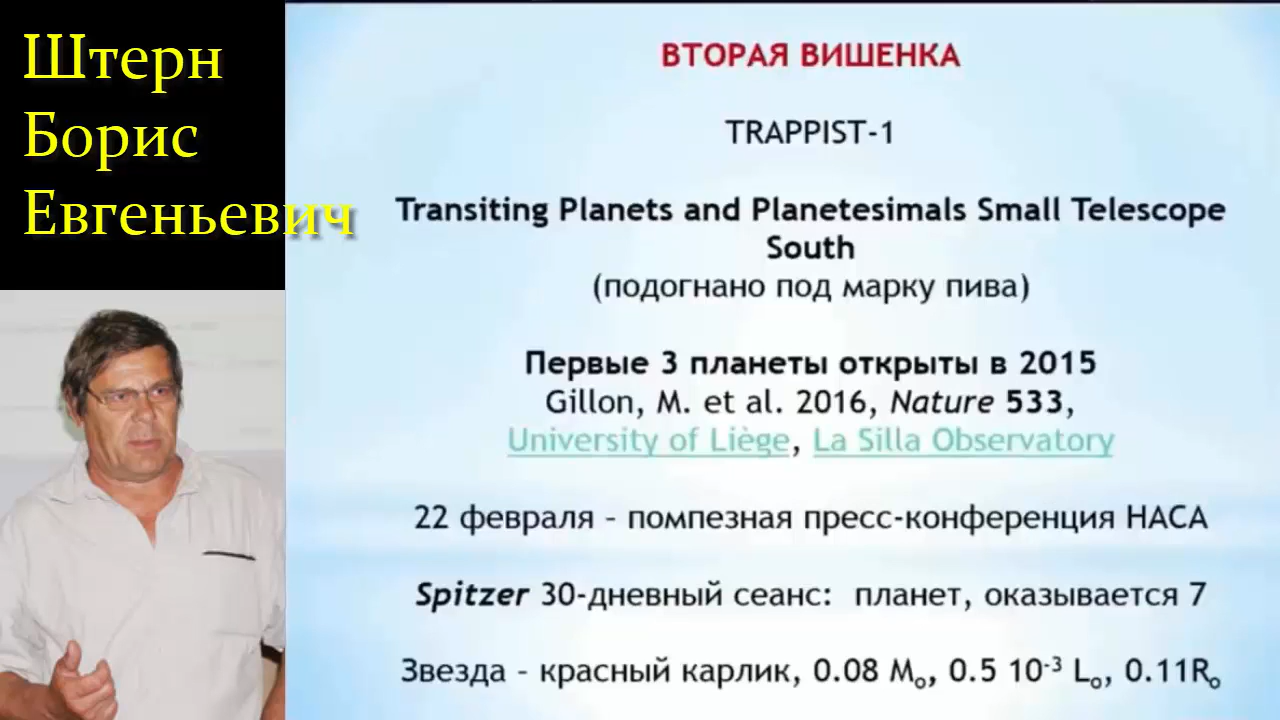 Штерн
Борис
Евгеньевич
ВТОРАЯ ВИШЕНКА
TRAPPIST-1
Transiting Planets and Planetesimals Small Telescope
South
(подогнано под марку пива)
Первые 3 планеты открыты в 2015
Gillon, M. et al. 2016, Nature 533,
University of Liège, La Silla Observatory
22 февраля – помпезная пресс-конференция НАСА
Spitzer 30-дневный сеанс: планет, оказывается 7
Звезда – красный карлик, 0.08 Mₒ, 0.5 10⁻³ Lₒ, 0.11Rₒ